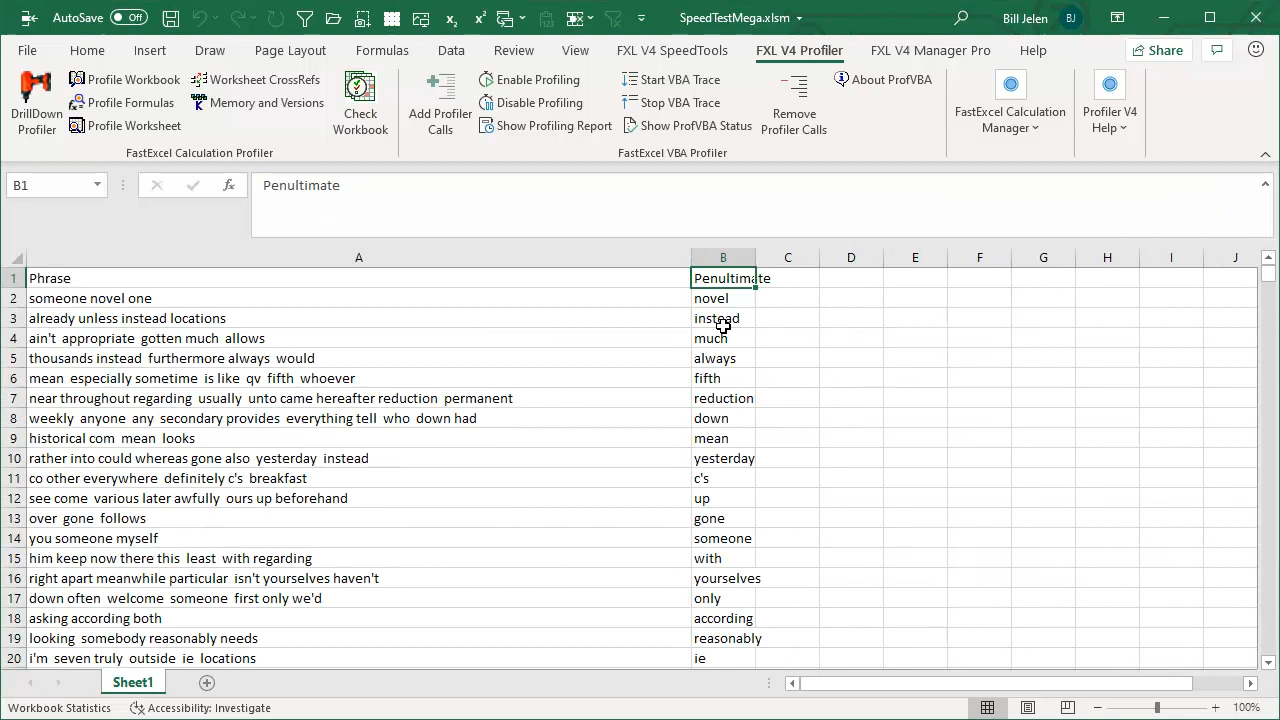 AutoSave Off SpeedTestMega.xlsm Bill Jelen BJ
File Home Insert Draw Page Layout Formulas Data Review View FXL V4 SpeedTools FXL V4 Profiler FXL V4 Manager Pro Help Share
DrillDown Profiler
Profile Workbook
Profile Formulas
Profile Worksheet
Worksheet CrossRefs
Memory and Versions
Check Workbook
FastExcel Calculation Profiler
Add Profiler Calls
Enable Profiling
Disable Profiling
Show Profiling Report
Start VBA Trace
Stop VBA Trace
Show ProfVBA Status
Remove Profiler Calls
About ProfVBA
FastExcel VBA Profiler
FastExcel Calculation Manager
Profiler V4 Help
B1 fx Penultimate
A B C D E F G H I J
1 Phrase Penultimate
2 someone novel one novel
3 already unless instead locations instead
4 ain't appropriate gotten much allows much
5 thousands instead furthermore always would always
6 mean especially sometime is like qv fifth whoever fifth
7 near throughout regarding usually unto came hereafter reduction permanent reduction
8 weekly anyone any secondary provides everything tell who down had down
9 historical com mean looks mean
10 rather into could whereas gone also yesterday instead yesterday
11 co other everywhere definitely c's breakfast c's
12 see come various later awfully ours up beforehand up
13 over gone follows gone
14 you someone myself someone
15 him keep now there this least with regarding with
16 right apart meanwhile particular isn't yourselves haven't yourselves
17 down often welcome someone first only we'd only
18 asking according both according
19 looking somebody reasonably needs reasonably
20 i'm seven truly outside ie locations ie
Sheet1
Workbook Statistics Accessibility: Investigate 100%